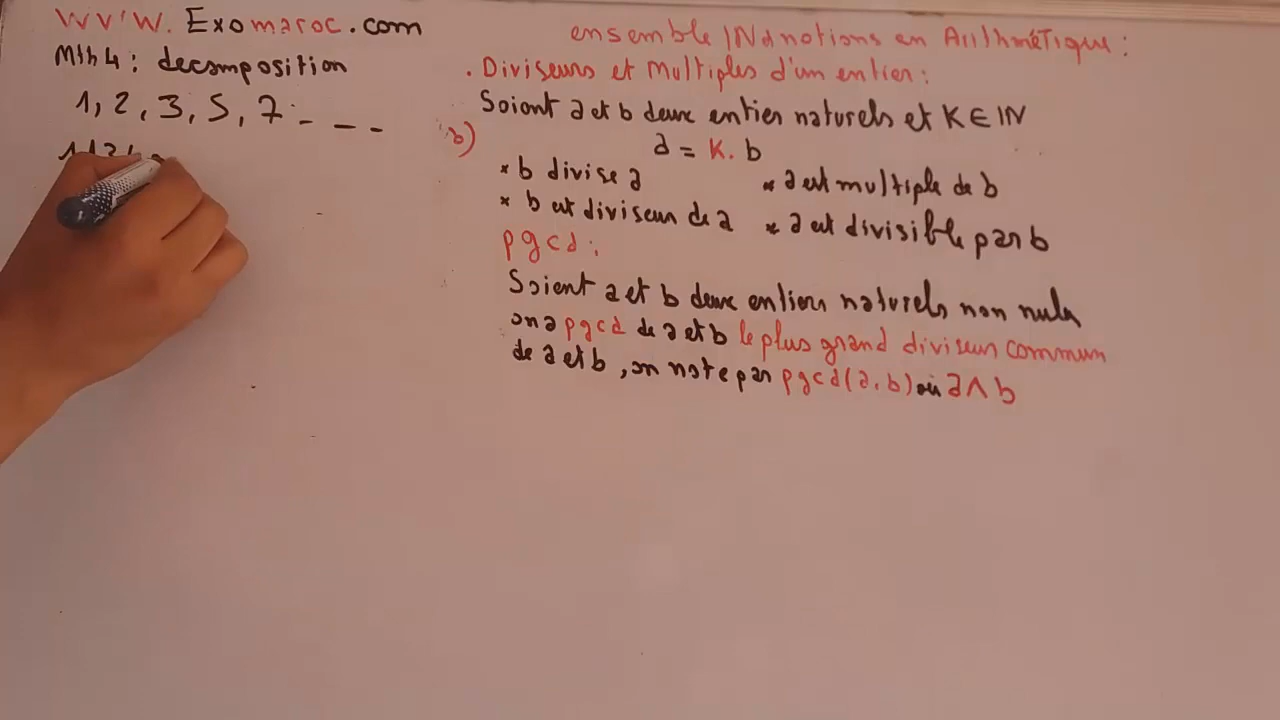 WWW. Exomaroc.com
Mth4: decomposition
1, 2, 3, 5, 7 - - - -
ensemble IN d notions en Arithmétique :
. Diviseurs et Multiples d'un entier :
Soient a et b deux entier naturels et K ∈ IN
b)
a = K. b
* b divise a * a est multiple de b
* b est diviseur de a * a est divisible par b
pgcd :
Soient a et b deux entiers naturels non nuls
on a pgcd de a et b le plus grand diviseur commun
de a et b , on note par pgcd(a, b) où a ∧ b